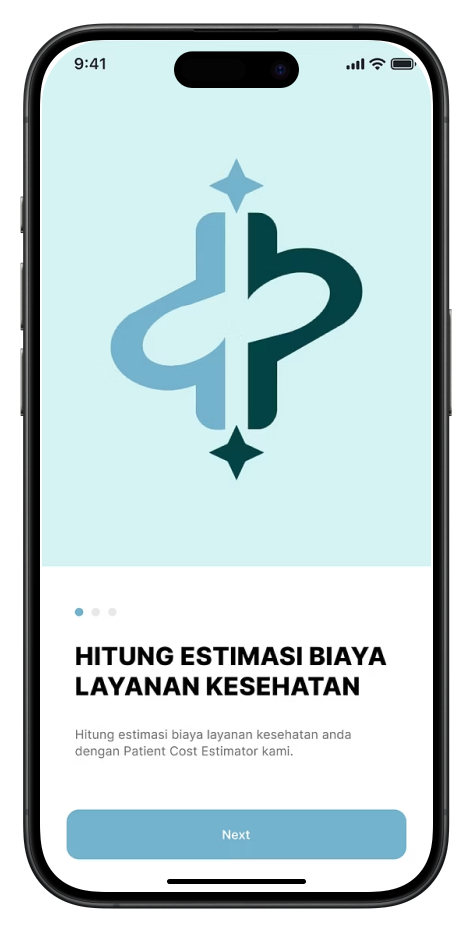 9:41
HITUNG ESTIMASI BIAYA
LAYANAN KESEHATAN
Hitung estimasi biaya layanan kesehatan anda
dengan Patient Cost Estimator kami.
Next